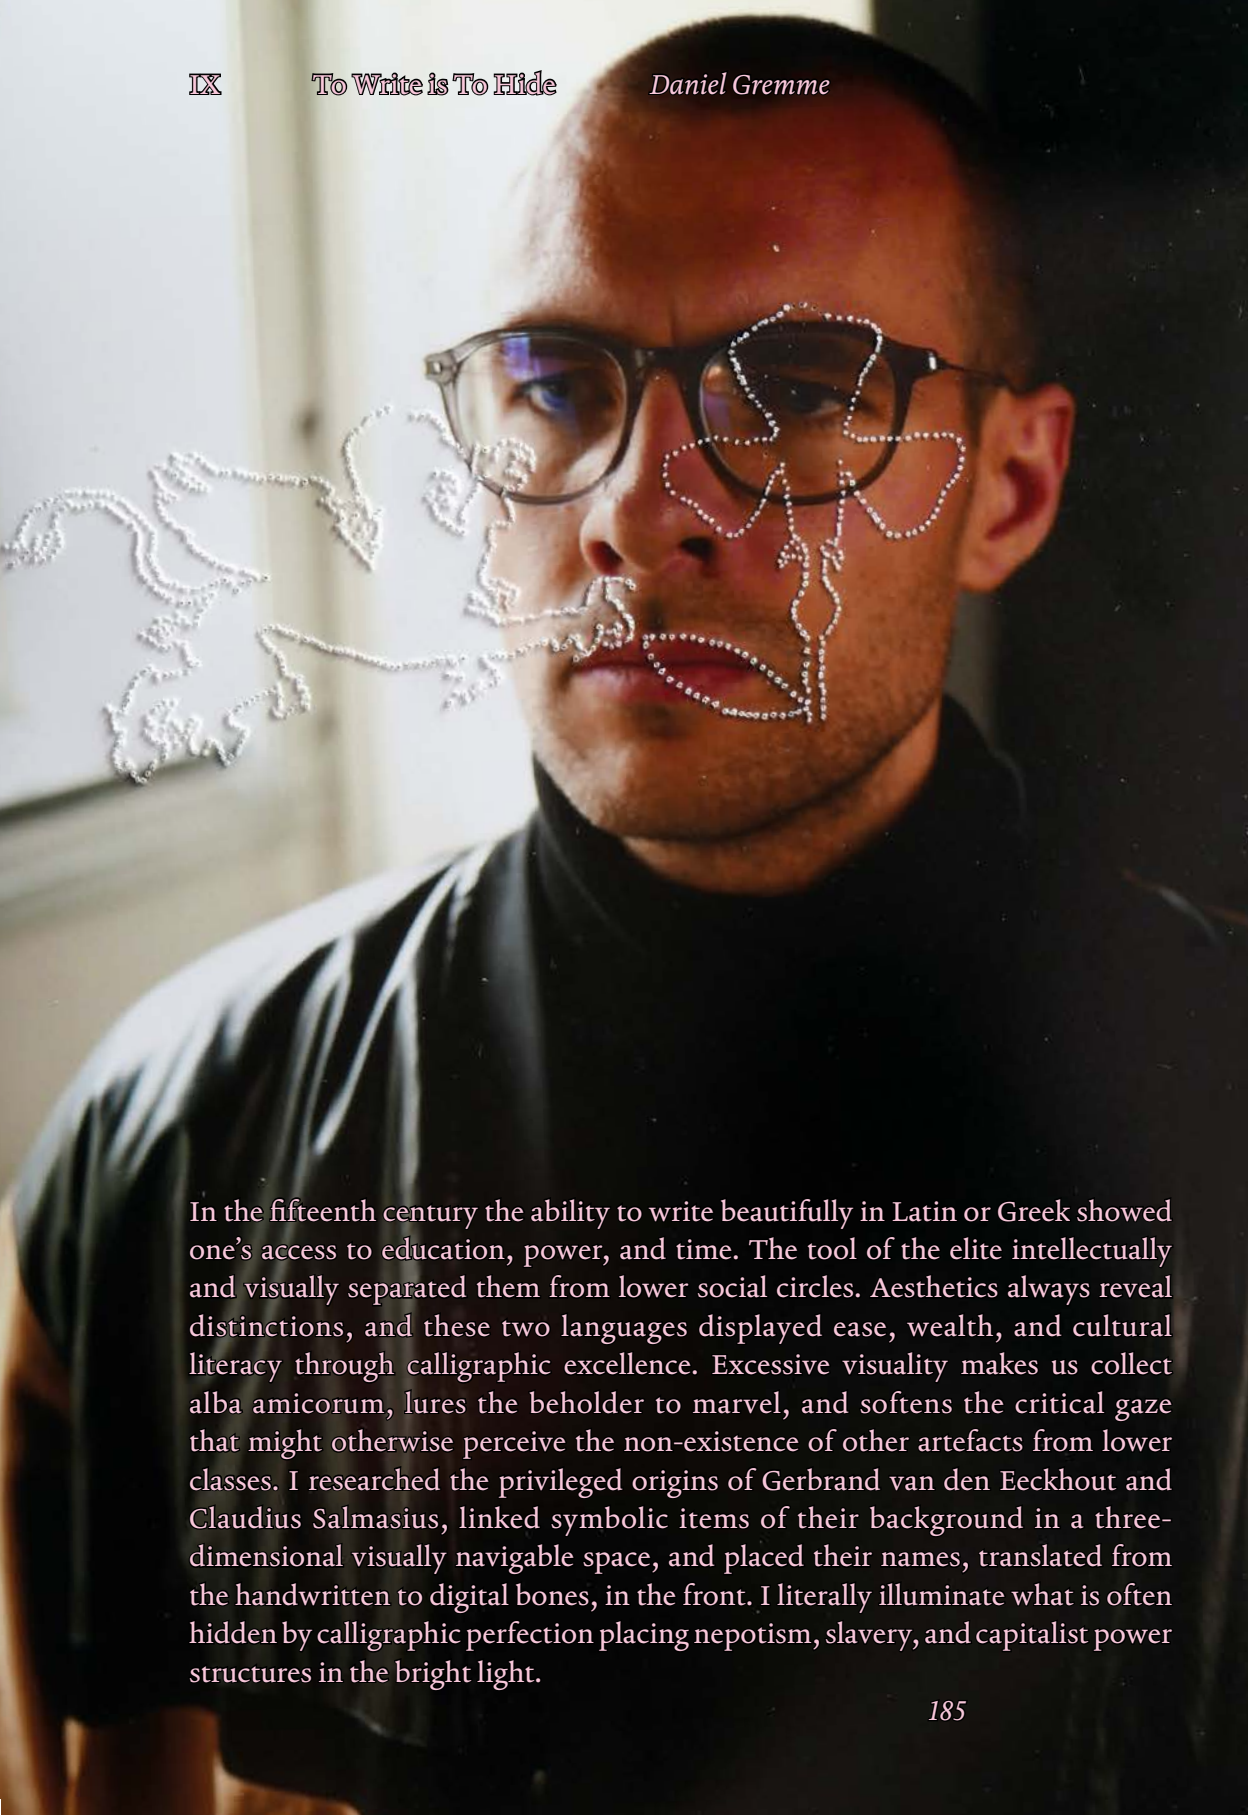 IX To Write is To Hide Daniel Gremme
In the fifteenth century the ability to write beautifully in Latin or Greek showed
one’s access to education, power, and time. The tool of the elite intellectually
and visually separated them from lower social circles. Aesthetics always reveal
distinctions, and these two languages displayed ease, wealth, and cultural
literacy through calligraphic excellence. Excessive visuality makes us collect
alba amicorum, lures the beholder to marvel, and softens the critical gaze
that might otherwise perceive the non-existence of other artefacts from lower
classes. I researched the privileged origins of Gerbrand van den Eeckhout and
Claudius Salmasius, linked symbolic items of their background in a three-
dimensional visually navigable space, and placed their names, translated from
the handwritten to digital bones, in the front. I literally illuminate what is often
hidden by calligraphic perfection placing nepotism, slavery, and capitalist power
structures in the bright light.
185